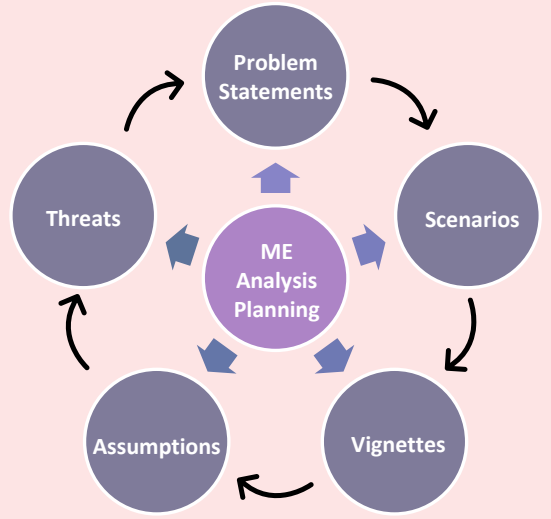 Problem
Statements
Threats
Scenarios
ME
Analysis
Planning
Assumptions
Vignettes